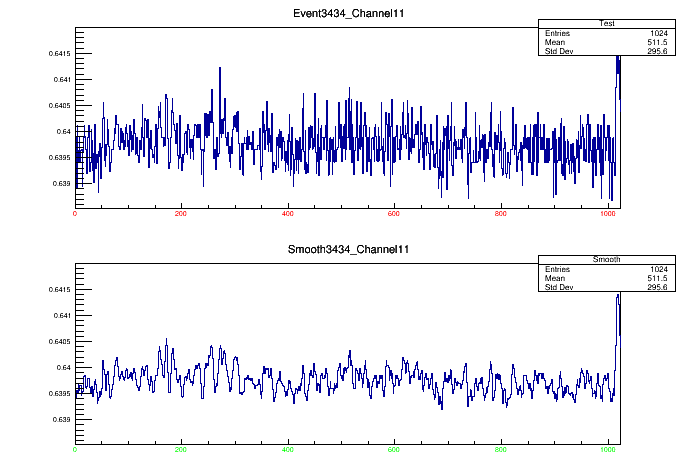 Event3434_Channel11
Test
Entries 1024
Mean 511.5
Std Dev 295.6
0.6415
0.641
0.6405
0.64
0.6395
0.639
0 200 400 600 800 1000
Smooth3434_Channel11
Smooth
Entries 1024
Mean 511.5
Std Dev 295.6
0.6415
0.641
0.6405
0.64
0.6395
0.639
0 200 400 600 800 1000